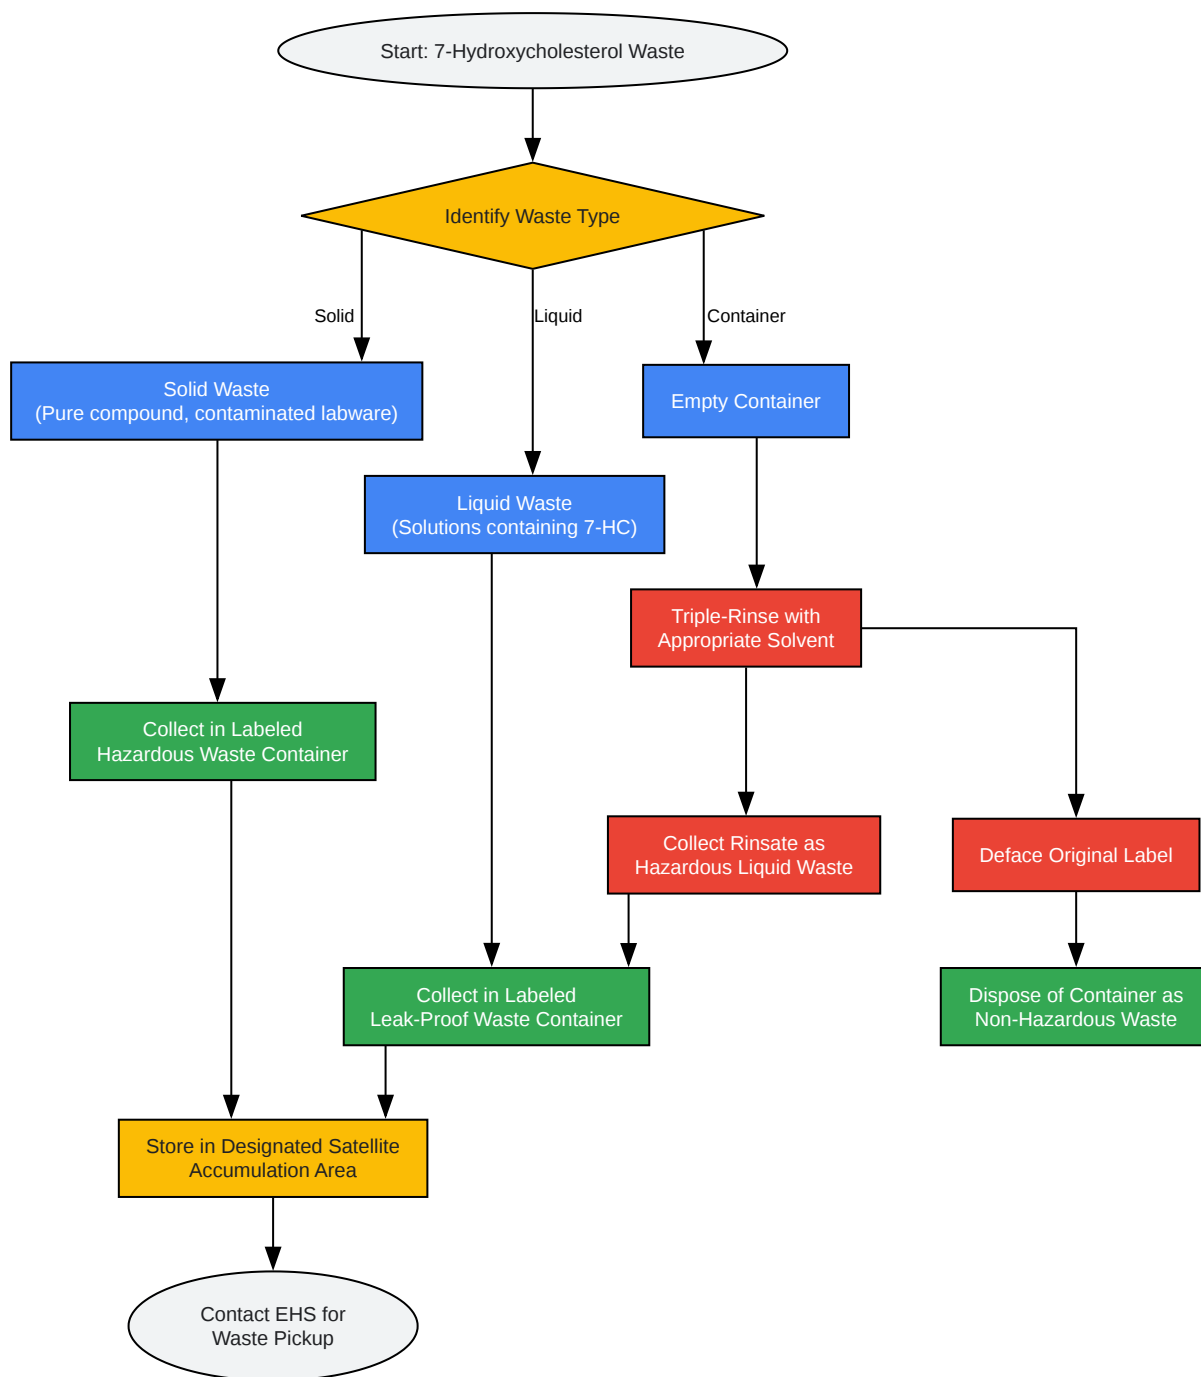 Start: 7-Hydroxycholesterol Waste
Identify Waste Type
Solid
Liquid
Container
Solid Waste
(Pure compound, contaminated labware)
Empty Container
Liquid Waste
(Solutions containing 7-HC)
Triple-Rinse with
Appropriate Solvent
Collect in Labeled
Hazardous Waste Container
Collect Rinsate as
Hazardous Liquid Waste
Deface Original Label
Collect in Labeled
Leak-Proof Waste Container
Dispose of Container as
Non-Hazardous Waste
Store in Designated Satellite
Accumulation Area
Contact EHS for
Waste Pickup